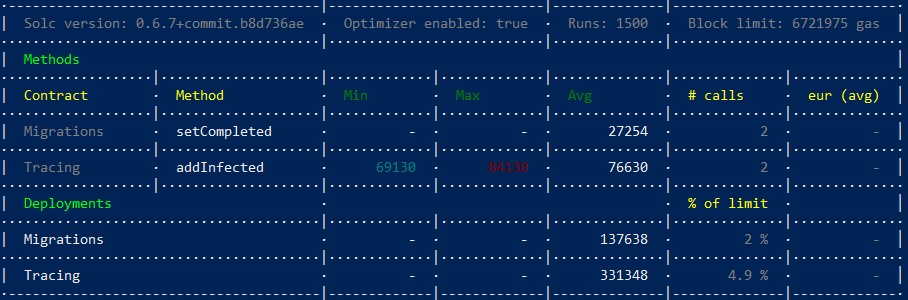 Solc version: 0.6.7+commit.b8d736ae · Optimizer enabled: true · Runs: 1500 · Block limit: 6721975 gas
Methods
Contract · Method · Min · Max · Avg · # calls · eur (avg)
Migrations · setCompleted · - · - · 27254 · 2 · -
Tracing · addInfected · 69130 · 84130 · 76630 · 2 · -
Deployments · · % of limit ·
Migrations · - · - · 137638 · 2 % · -
Tracing · - · - · 331348 · 4.9 % · -